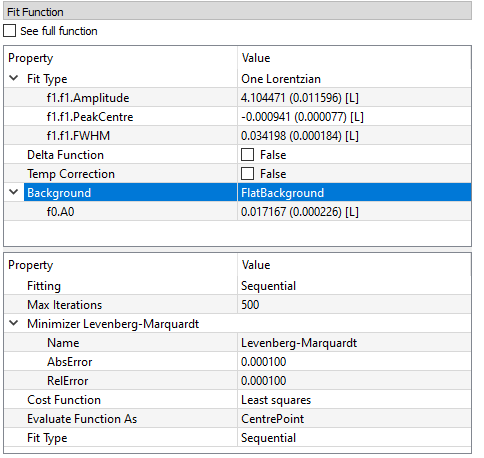 Fit Function
See full function
Property Value
Fit Type One Lorentzian
f1.f1.Amplitude 4.104471 (0.011596) [L]
f1.f1.PeakCentre -0.000941 (0.000077) [L]
f1.f1.FWHM 0.034198 (0.000184) [L]
Delta Function False
Temp Correction False
Background FlatBackground
f0.A0 0.017167 (0.000226) [L]
Property Value
Fitting Sequential
Max Iterations 500
Minimizer Levenberg-Marquardt
Name Levenberg-Marquardt
AbsError 0.000100
RelError 0.000100
Cost Function Least squares
Evaluate Function As CentrePoint
Fit Type Sequential